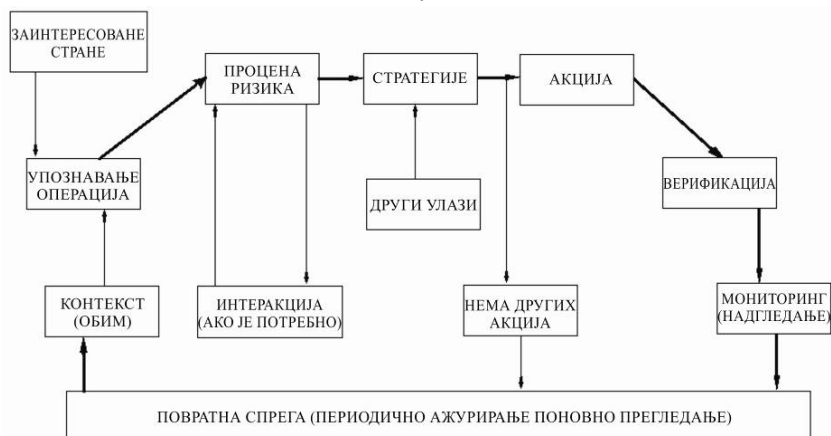 ЗАИНТЕРЕСОВАНЕ
СТРАНЕ
ПРОЦЕНА
РИЗИКА
СТРАТЕГИЈЕ
АКЦИЈА
УПОЗНАВАЊЕ
ОПЕРАЦИЈА
ДРУГИ УЛАЗИ
ВЕРИФИКАЦИЈА
КОНТЕКСТ
(ОБИМ)
ИНТЕРАКЦИЈА
(АКО ЈЕ ПОТРЕБНО)
НЕМА ДРУГИХ
АКЦИЈА
МОНИТОРИНГ
(НАДГЛЕДАЊЕ)
ПОВРАТНА СПРЕГА (ПЕРИОДИЧНО АЖУРИРАЊЕ ПОНОВНО ПРЕГЛЕДАЊЕ)